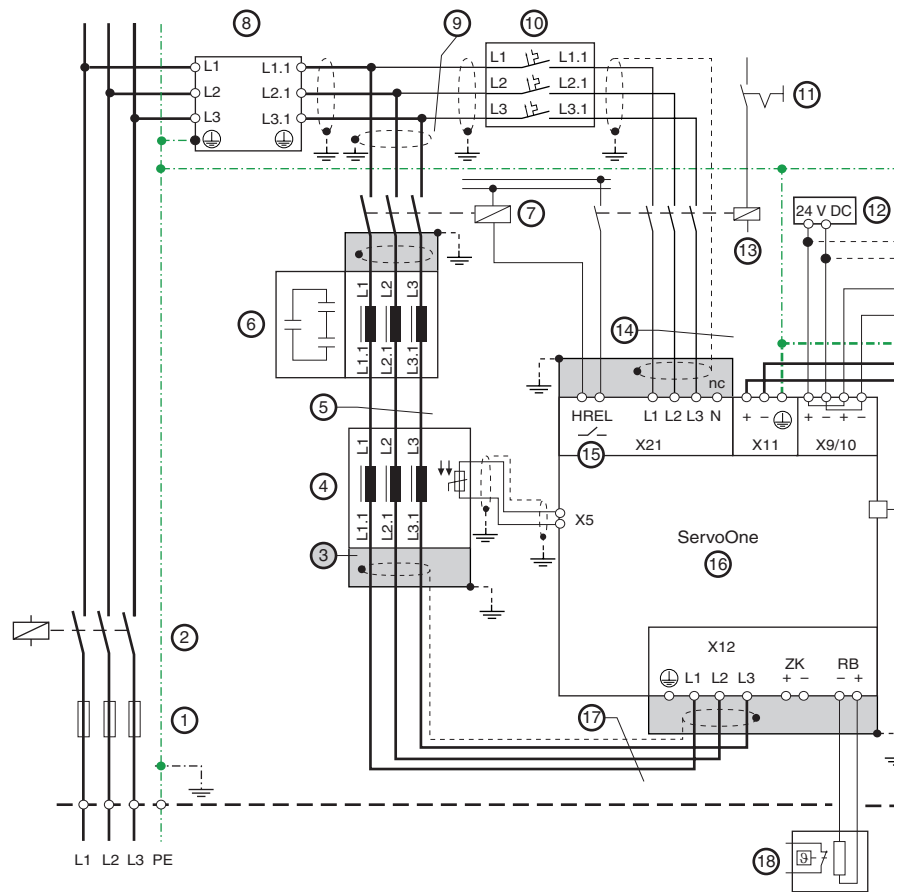 8 9 10
L1 L1.1 L1 L1.1
L2 L2.1 L2 L2.1
L3 L3.1 L3 L3.1
11
7 24 V DC 12
13
L1 L2 L3
6
14
L1.1 L2.1 L3.1
nc
5
+ − + − + −
HREL L1 L2 L3 N
15 X21 X11 X9/10
L1 L2 L3
4
L1.1 L2.1 L3.1
X5
ServoOne
3 16
2
X12
ZK RB
L1 L2 L3 + − − +
1 17
L1 L2 L3 PE
ϑ 18